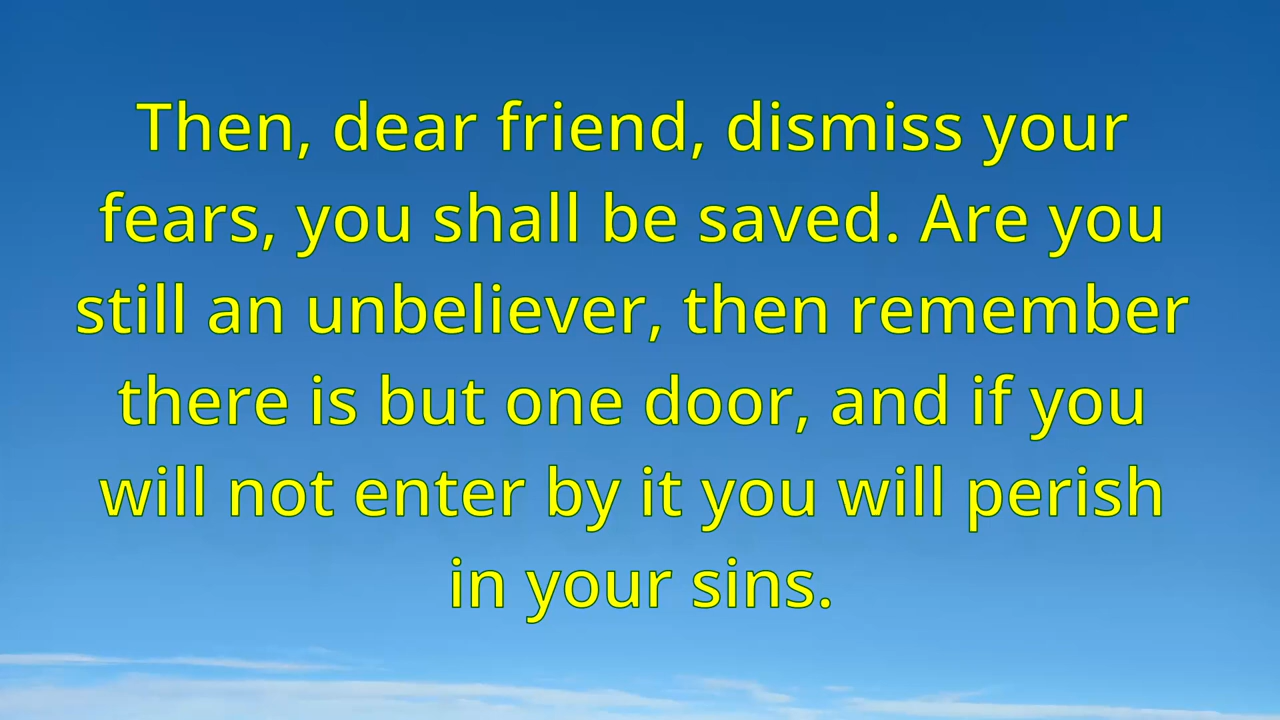 Then, dear friend, dismiss your
fears, you shall be saved. Are you
still an unbeliever, then remember
there is but one door, and if you
will not enter by it you will perish
in your sins.